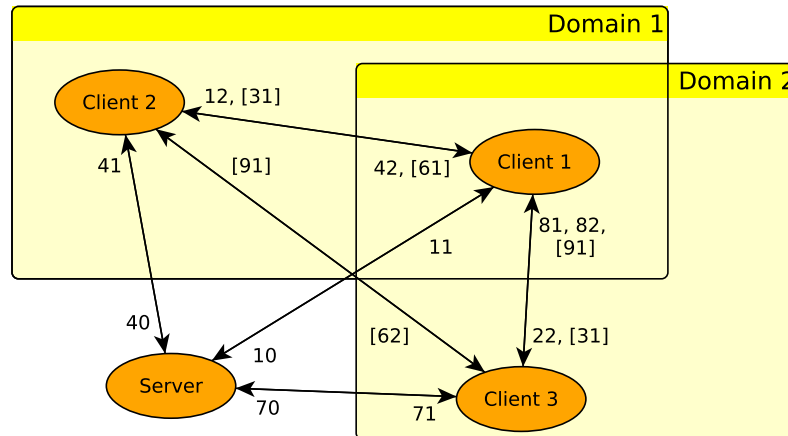 Domain 1
Domain 2
Client 2
12, [31]
42, [61]
Client 1
41
[91]
81, 82,
[91]
11
40
10
[62]
22, [31]
Server
70
71
Client 3